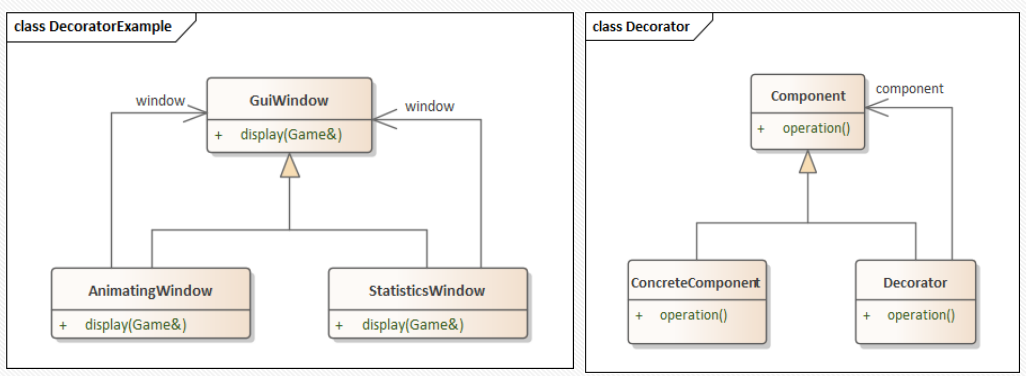 class DecoratorExample
window
GuiWindow
window
+ display(Game&)
AnimatingWindow
+ display(Game&)
StatisticsWindow
+ display(Game&)
class Decorator
Component
component
+ operation()
ConcreteComponent
+ operation()
Decorator
+ operation()